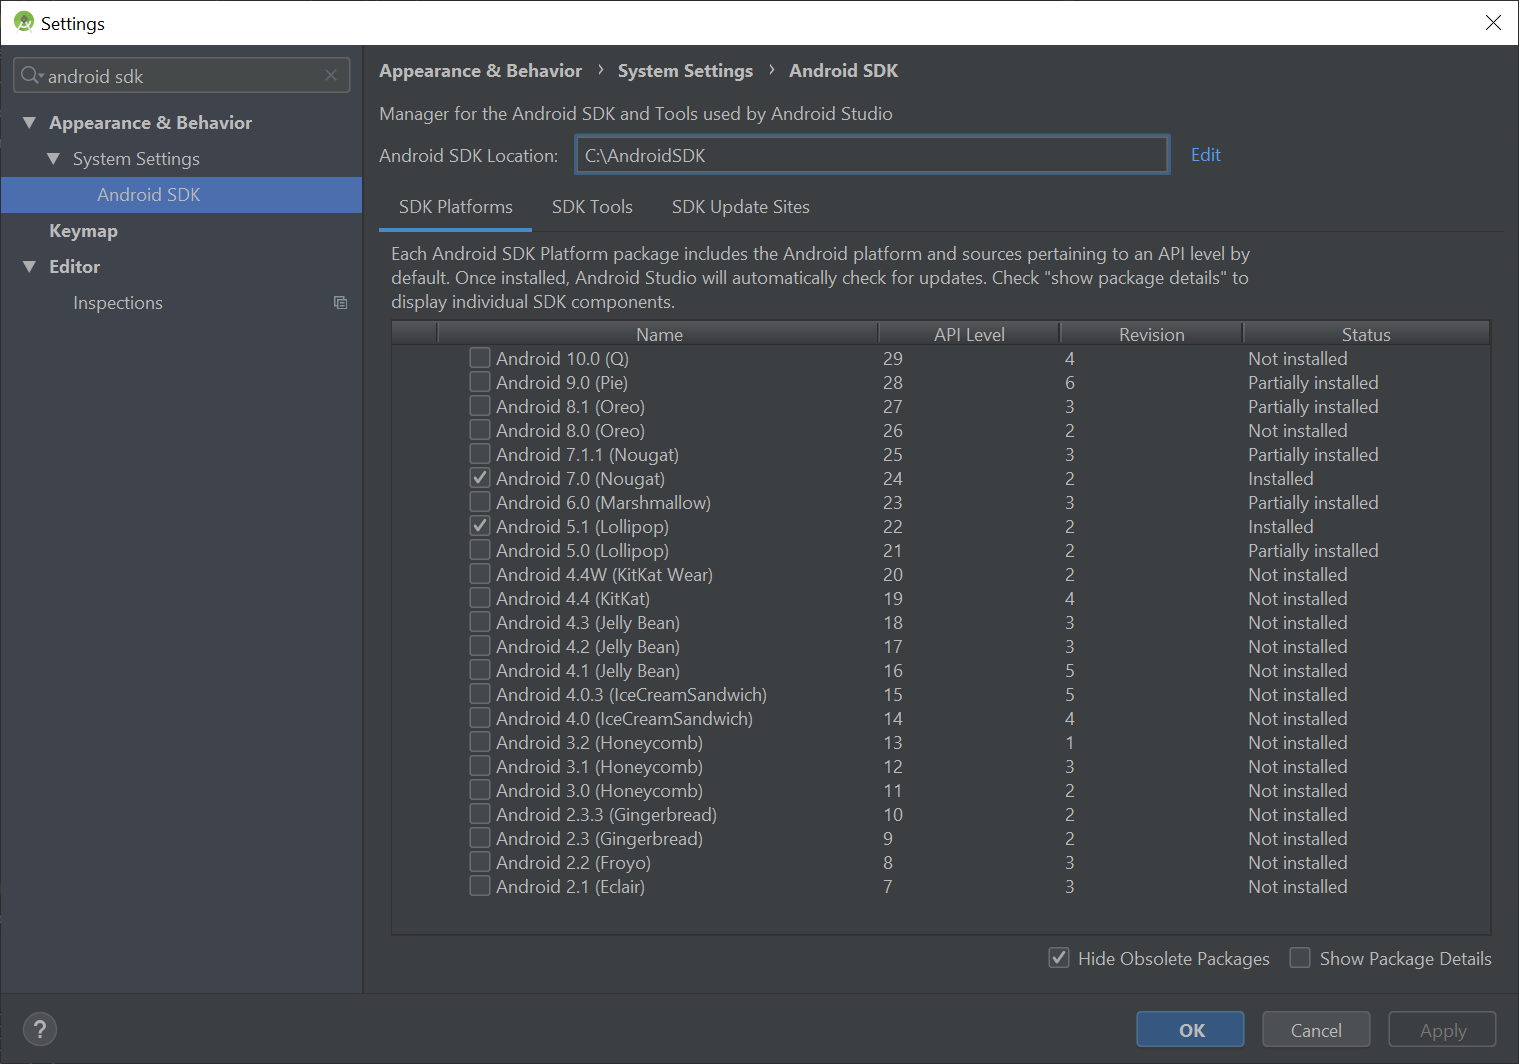 Settings
android sdk
Appearance & Behavior
System Settings
Android SDK
Keymap
Editor
Inspections
Appearance & Behavior › System Settings › Android SDK
Manager for the Android SDK and Tools used by Android Studio
Android SDK Location: C:\AndroidSDK Edit
SDK Platforms SDK Tools SDK Update Sites
Each Android SDK Platform package includes the Android platform and sources pertaining to an API level by
default. Once installed, Android Studio will automatically check for updates. Check "show package details" to
display individual SDK components.
Name API Level Revision Status
Android 10.0 (Q) 29 4 Not installed
Android 9.0 (Pie) 28 6 Partially installed
Android 8.1 (Oreo) 27 3 Partially installed
Android 8.0 (Oreo) 26 2 Not installed
Android 7.1.1 (Nougat) 25 3 Partially installed
Android 7.0 (Nougat) 24 2 Installed
Android 6.0 (Marshmallow) 23 3 Partially installed
Android 5.1 (Lollipop) 22 2 Installed
Android 5.0 (Lollipop) 21 2 Partially installed
Android 4.4W (KitKat Wear) 20 2 Not installed
Android 4.4 (KitKat) 19 4 Not installed
Android 4.3 (Jelly Bean) 18 3 Not installed
Android 4.2 (Jelly Bean) 17 3 Not installed
Android 4.1 (Jelly Bean) 16 5 Not installed
Android 4.0.3 (IceCreamSandwich) 15 5 Not installed
Android 4.0 (IceCreamSandwich) 14 4 Not installed
Android 3.2 (Honeycomb) 13 1 Not installed
Android 3.1 (Honeycomb) 12 3 Not installed
Android 3.0 (Honeycomb) 11 2 Not installed
Android 2.3.3 (Gingerbread) 10 2 Not installed
Android 2.3 (Gingerbread) 9 2 Not installed
Android 2.2 (Froyo) 8 3 Not installed
Android 2.1 (Eclair) 7 3 Not installed
Hide Obsolete Packages Show Package Details
? OK Cancel Apply